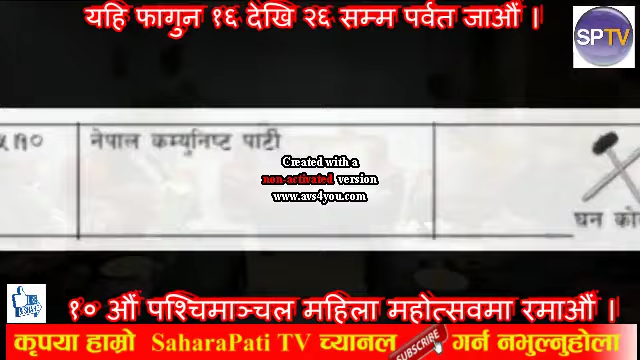 यहि फागुन १६ देखि २६ सम्म पर्वत जाऔं ।
SPTV
नेपाल कम्युनिष्ट पार्टी
Created with a
non-activated version
www.avs4you.com
घन
१० औं पश्चिमाञ्चल महिला महोत्सवमा रमाऔं ।
कृपया हाम्रो SaharaPati TV च्यानल SUBSCRIBE गर्न नभुल्नुहोला